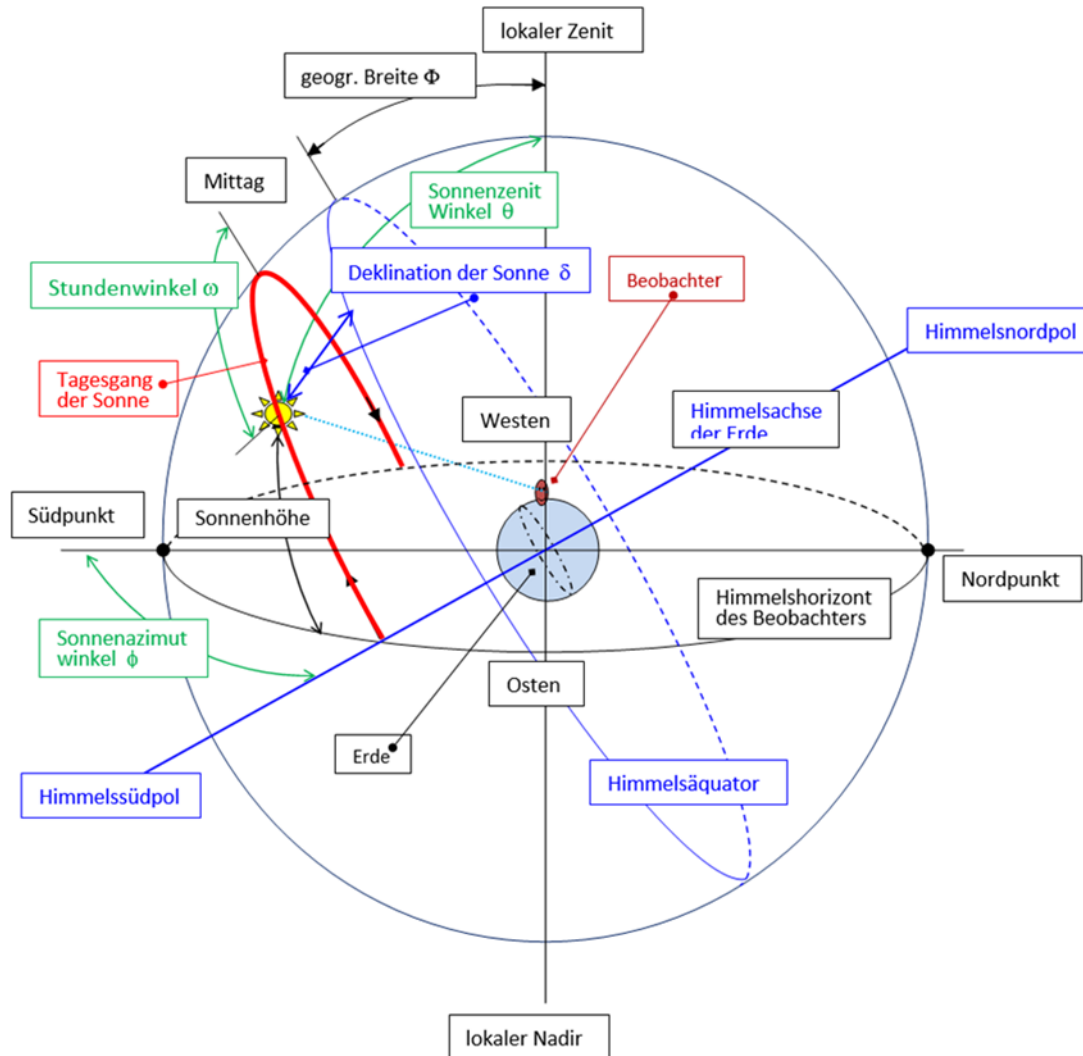 lokaler Zenit
geogr. Breite Φ
Mittag
Sonnenzenit
Winkel θ
Stundenwinkel ω
Deklination der Sonne δ
Beobachter
Himmelsnordpol
Tagesgang
der Sonne
Westen
Himmelsachse
der Erde
Südpunkt
Sonnenhöhe
Nordpunkt
Himmelshorizont
des Beobachters
Sonnenazimut
winkel ϕ
Osten
Erde
Himmelssüdpol
Himmelsäquator
lokaler Nadir